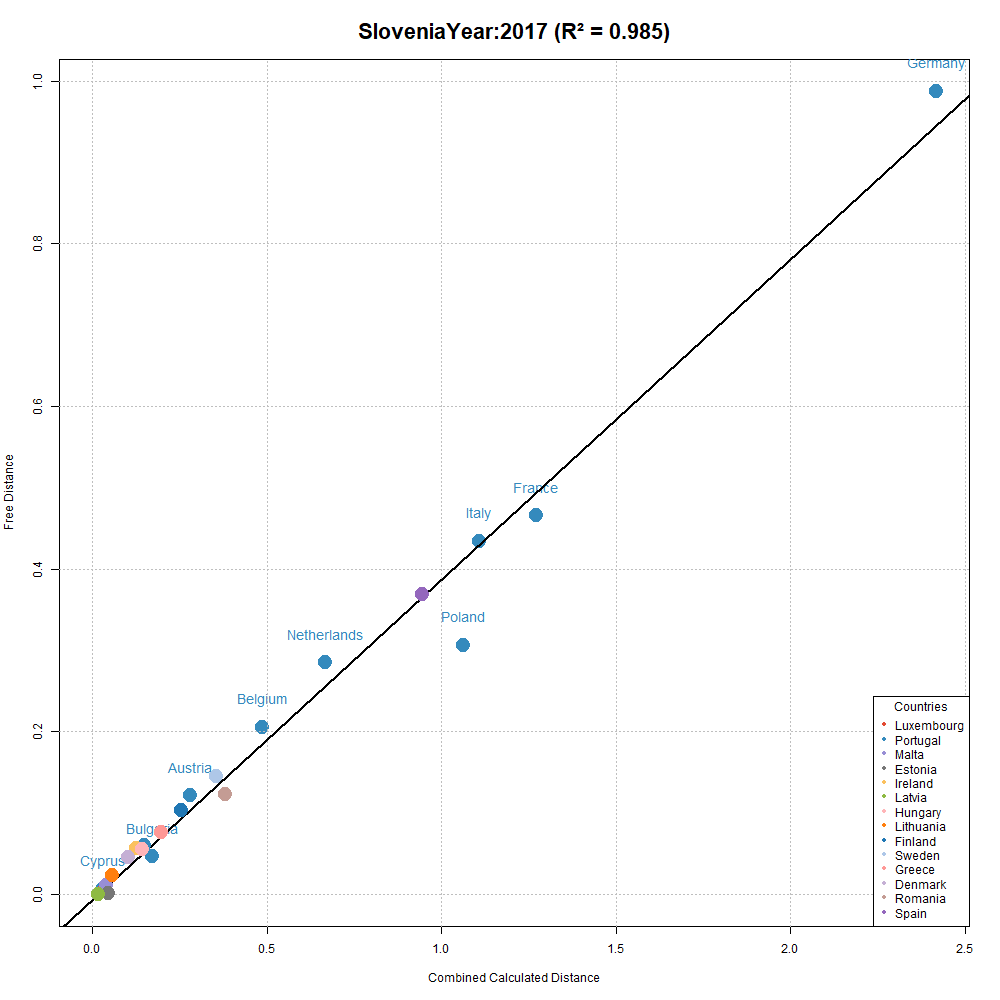 SloveniaYear:2017 (R² = 0.985)
Germany
France
Italy
Poland
Netherlands
Belgium
Austria
Bulgaria
Cyprus
Free Distance
1.0
0.8
0.6
0.4
0.2
0.0
0.0 0.5 1.0 1.5 2.0 2.5
Combined Calculated Distance
Countries
Luxembourg
Portugal
Malta
Estonia
Ireland
Latvia
Hungary
Lithuania
Finland
Sweden
Greece
Denmark
Romania
Spain